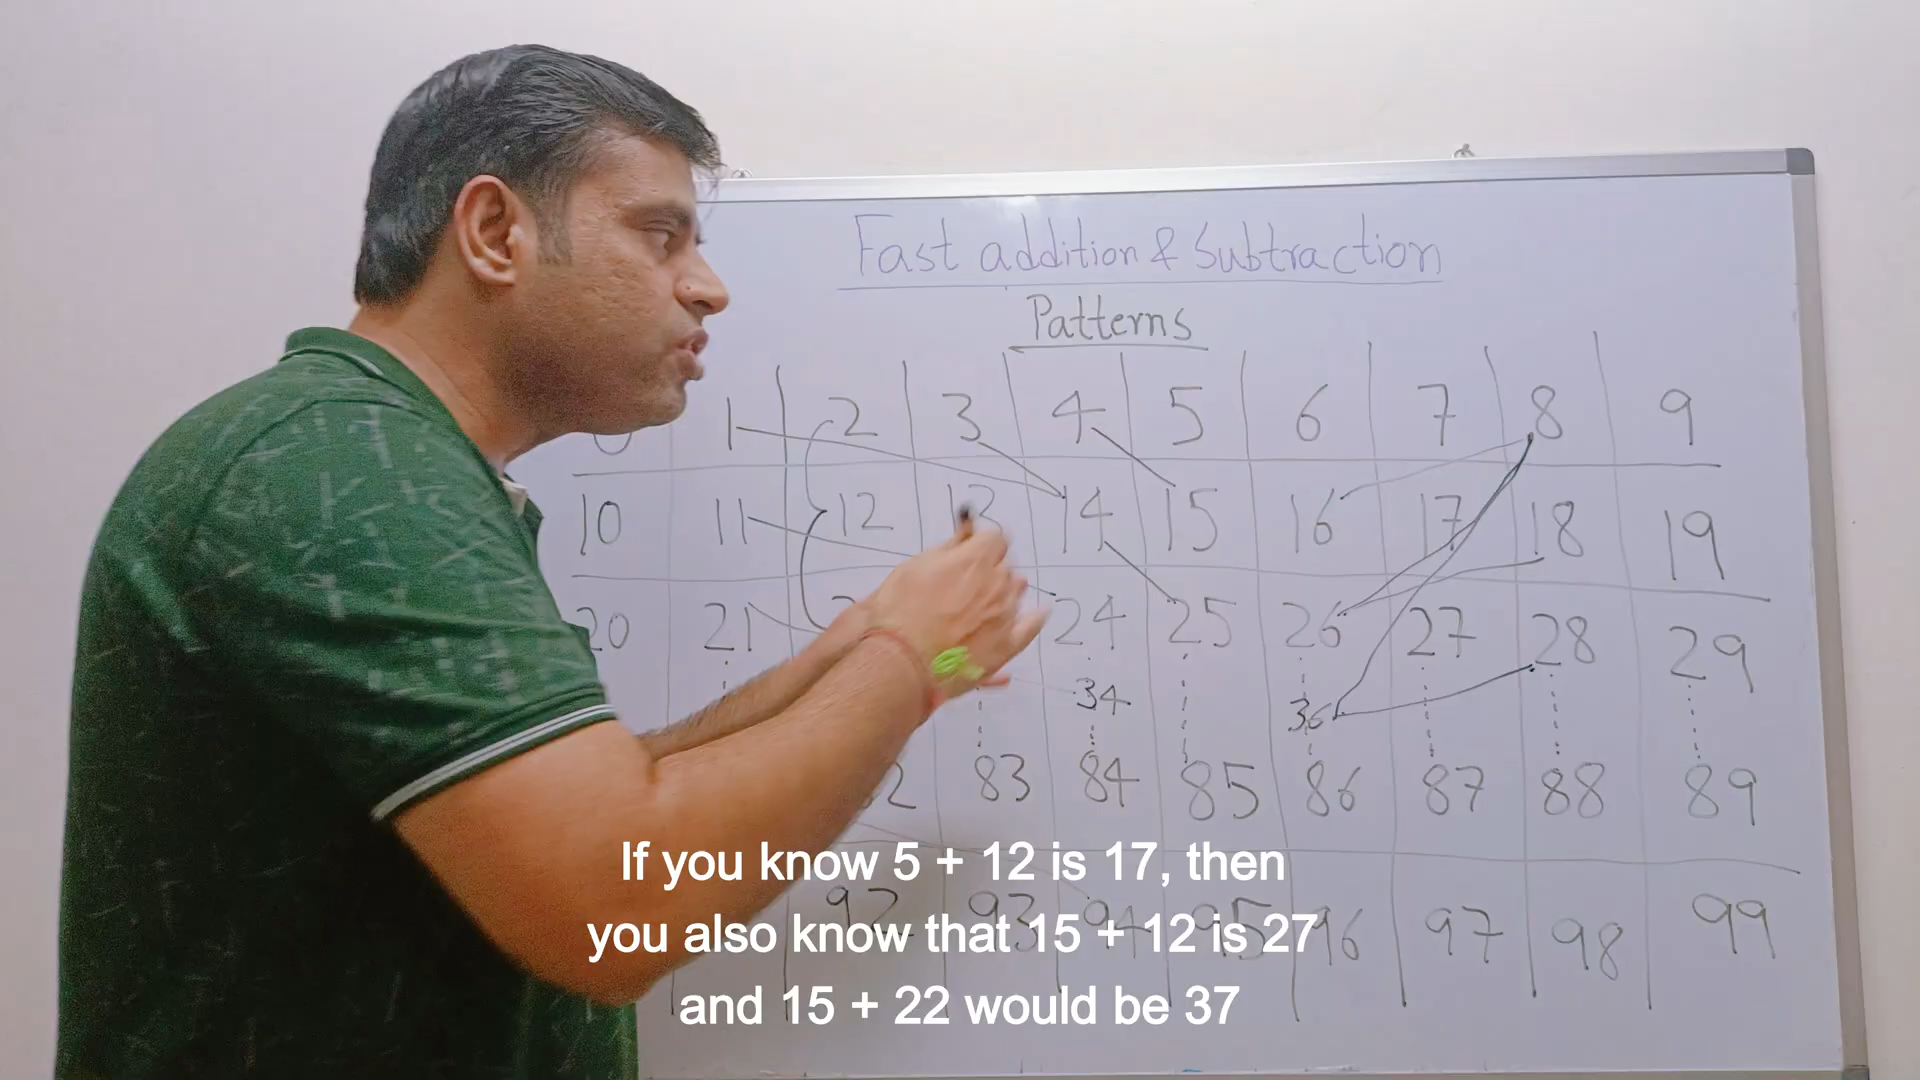 Fast addition & Subtraction
Patterns
1 2 3 4 5 6 7 8 9
10 11 12 13 14 15 16 17 18 19
20 21 24 25 26 27 28 29
34 36
83 84 85 86 87 88 89
92 93 94 95 96 97 98 99
If you know 5 + 12 is 17, then
you also know that 15 + 12 is 27
and 15 + 22 would be 37